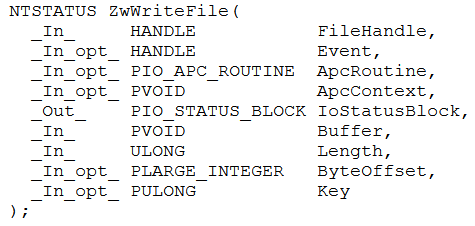 NTSTATUS ZwWriteFile(
_In_ HANDLE FileHandle,
_In_opt_ HANDLE Event,
_In_opt_ PIO_APC_ROUTINE ApcRoutine,
_In_opt_ PVOID ApcContext,
_Out_ PIO_STATUS_BLOCK IoStatusBlock,
_In_ PVOID Buffer,
_In_ ULONG Length,
_In_opt_ PLARGE_INTEGER ByteOffset,
_In_opt_ PULONG Key
);